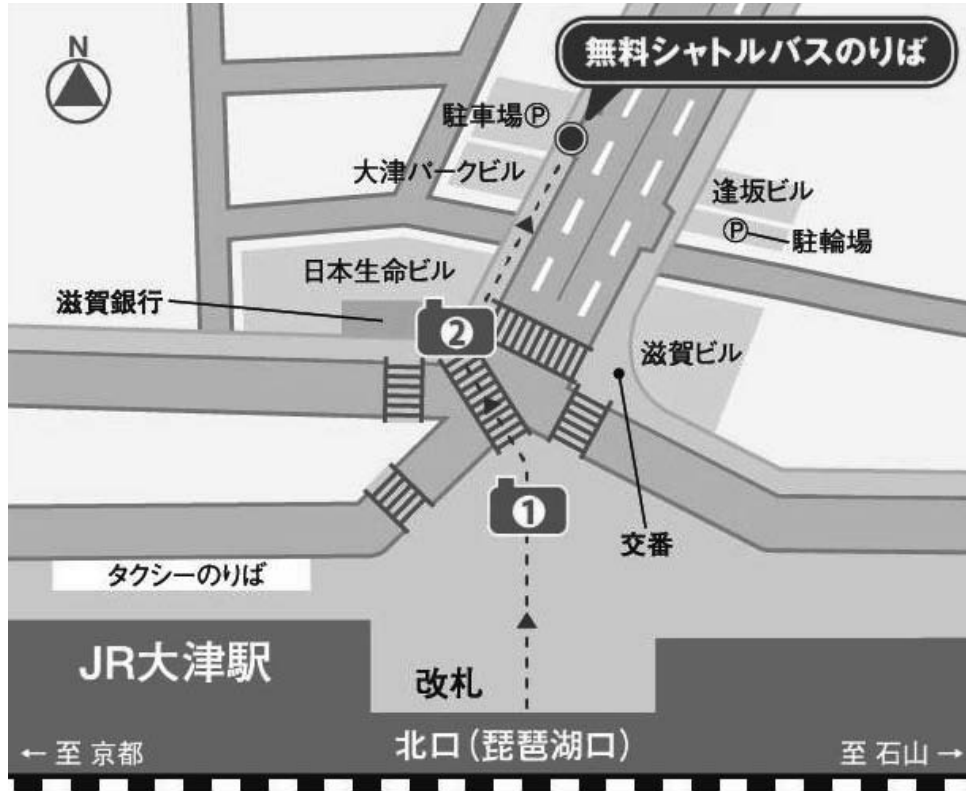 N
無料シャトルバスのりば
駐車場Ⓟ
大津パークビル
逢坂ビル
Ⓟ 駐輪場
日本生命ビル
滋賀銀行
2
滋賀ビル
1
交番
タクシーのりば
JR大津駅
改札
← 至 京都
北口(琵琶湖口)
至 石山 →